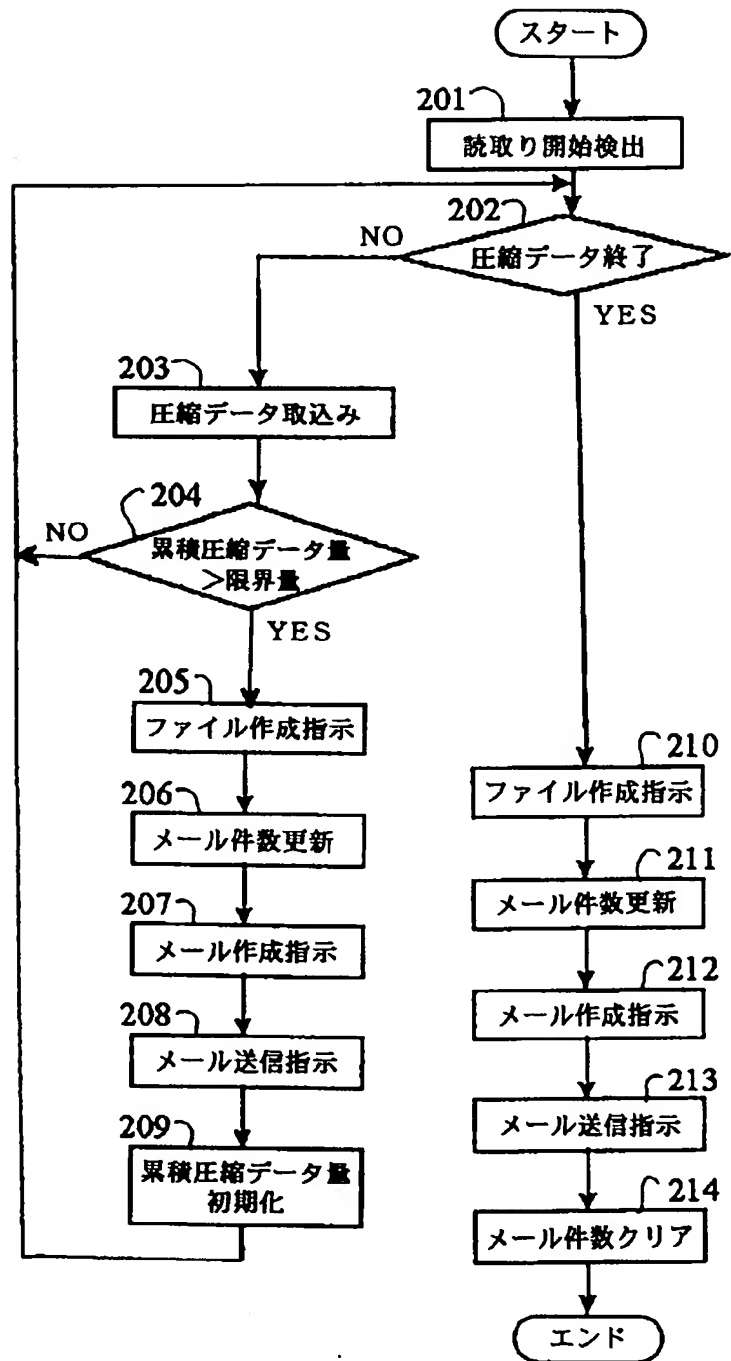 スタート
201
読取り開始検出
202
圧縮データ終了
NO
YES
203
圧縮データ取込み
204
累積圧縮データ量
>限界量
NO
YES
205
ファイル作成指示
206
メール件数更新
207
メール作成指示
208
メール送信指示
209
累積圧縮データ量
初期化
210
ファイル作成指示
211
メール件数更新
212
メール作成指示
213
メール送信指示
214
メール件数クリア
エンド